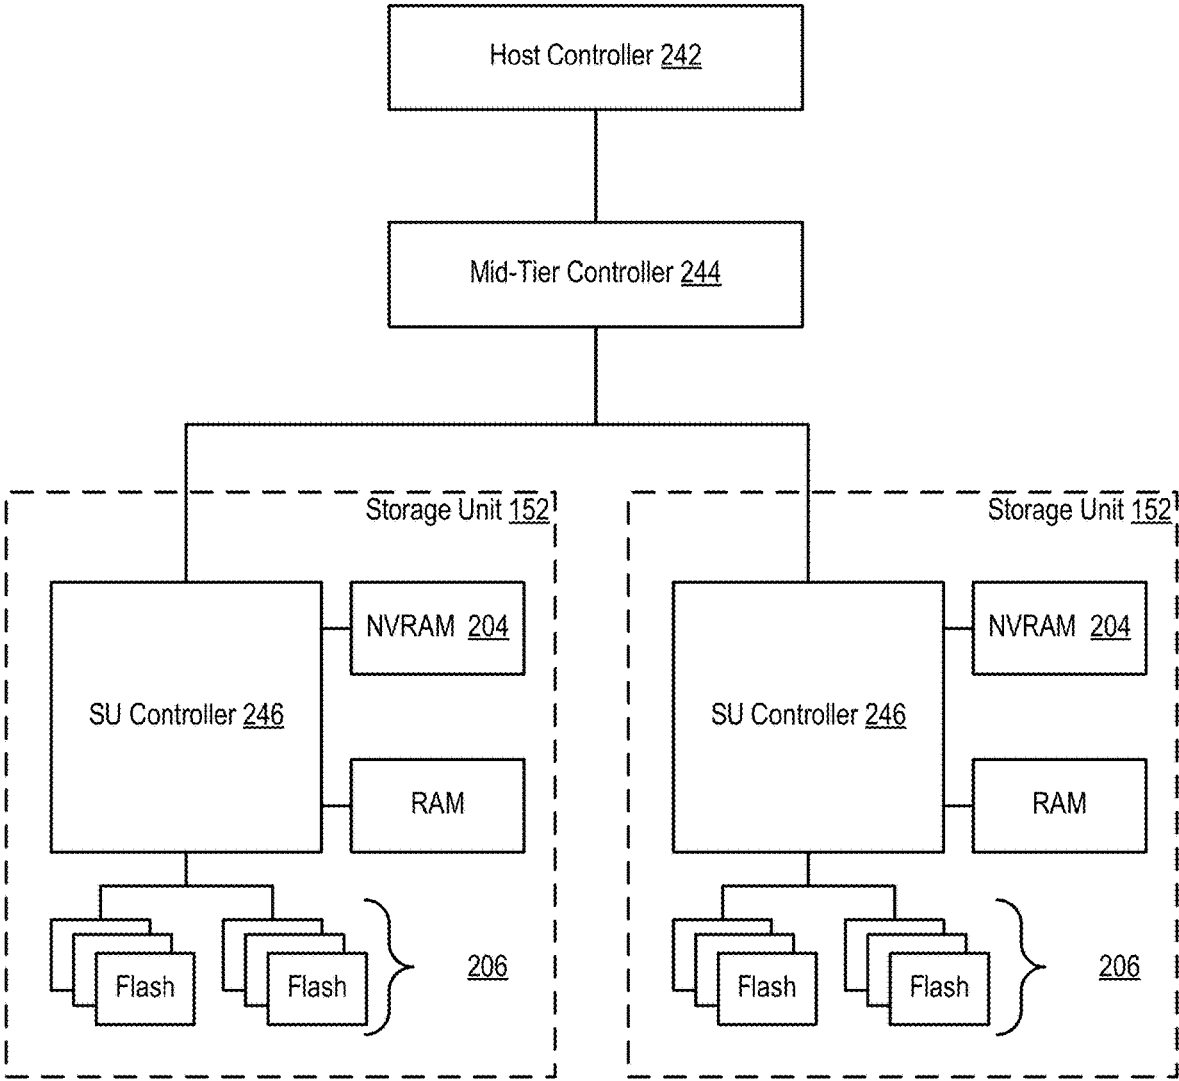 Host Controller 242
Mid-Tier Controller 244
Storage Unit 152
NVRAM 204
SU Controller 246
RAM
Flash
Flash
206
Storage Unit 152
NVRAM 204
SU Controller 246
RAM
Flash
Flash
206